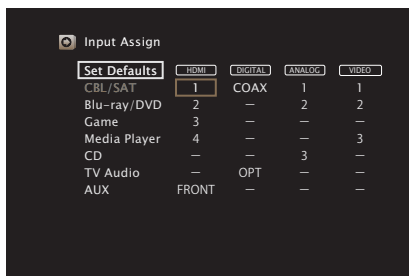 Input Assign
Set Defaults HDMI DIGITAL ANALOG VIDEO
CBL/SAT 1 COAX 1 1
Blu-ray/DVD 2 – 2 2
Game 3 – – –
Media Player 4 – – 3
CD – – 3 –
TV Audio – OPT – –
AUX FRONT – – –